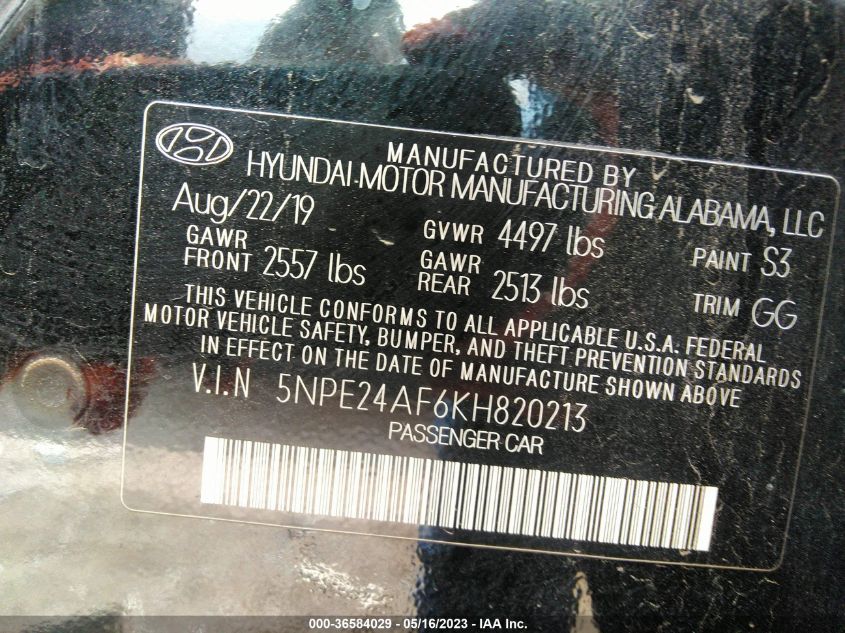 MANUFACTURED BY
HYUNDAI MOTOR MANUFACTURING ALABAMA, LLC
Aug/22/19 GVWR 4497 lbs PAINT S3
GAWR FRONT 2557 lbs GAWR REAR 2513 lbs TRIM GG
THIS VEHICLE CONFORMS TO ALL APPLICABLE U.S.A. FEDERAL
MOTOR VEHICLE SAFETY, BUMPER, AND THEFT PREVENTION STANDARDS
IN EFFECT ON THE DATE OF MANUFACTURE SHOWN ABOVE
V.I.N 5NPE24AF6KH820213
PASSENGER CAR
000-36584029 - 05/16/2023 - IAA Inc.